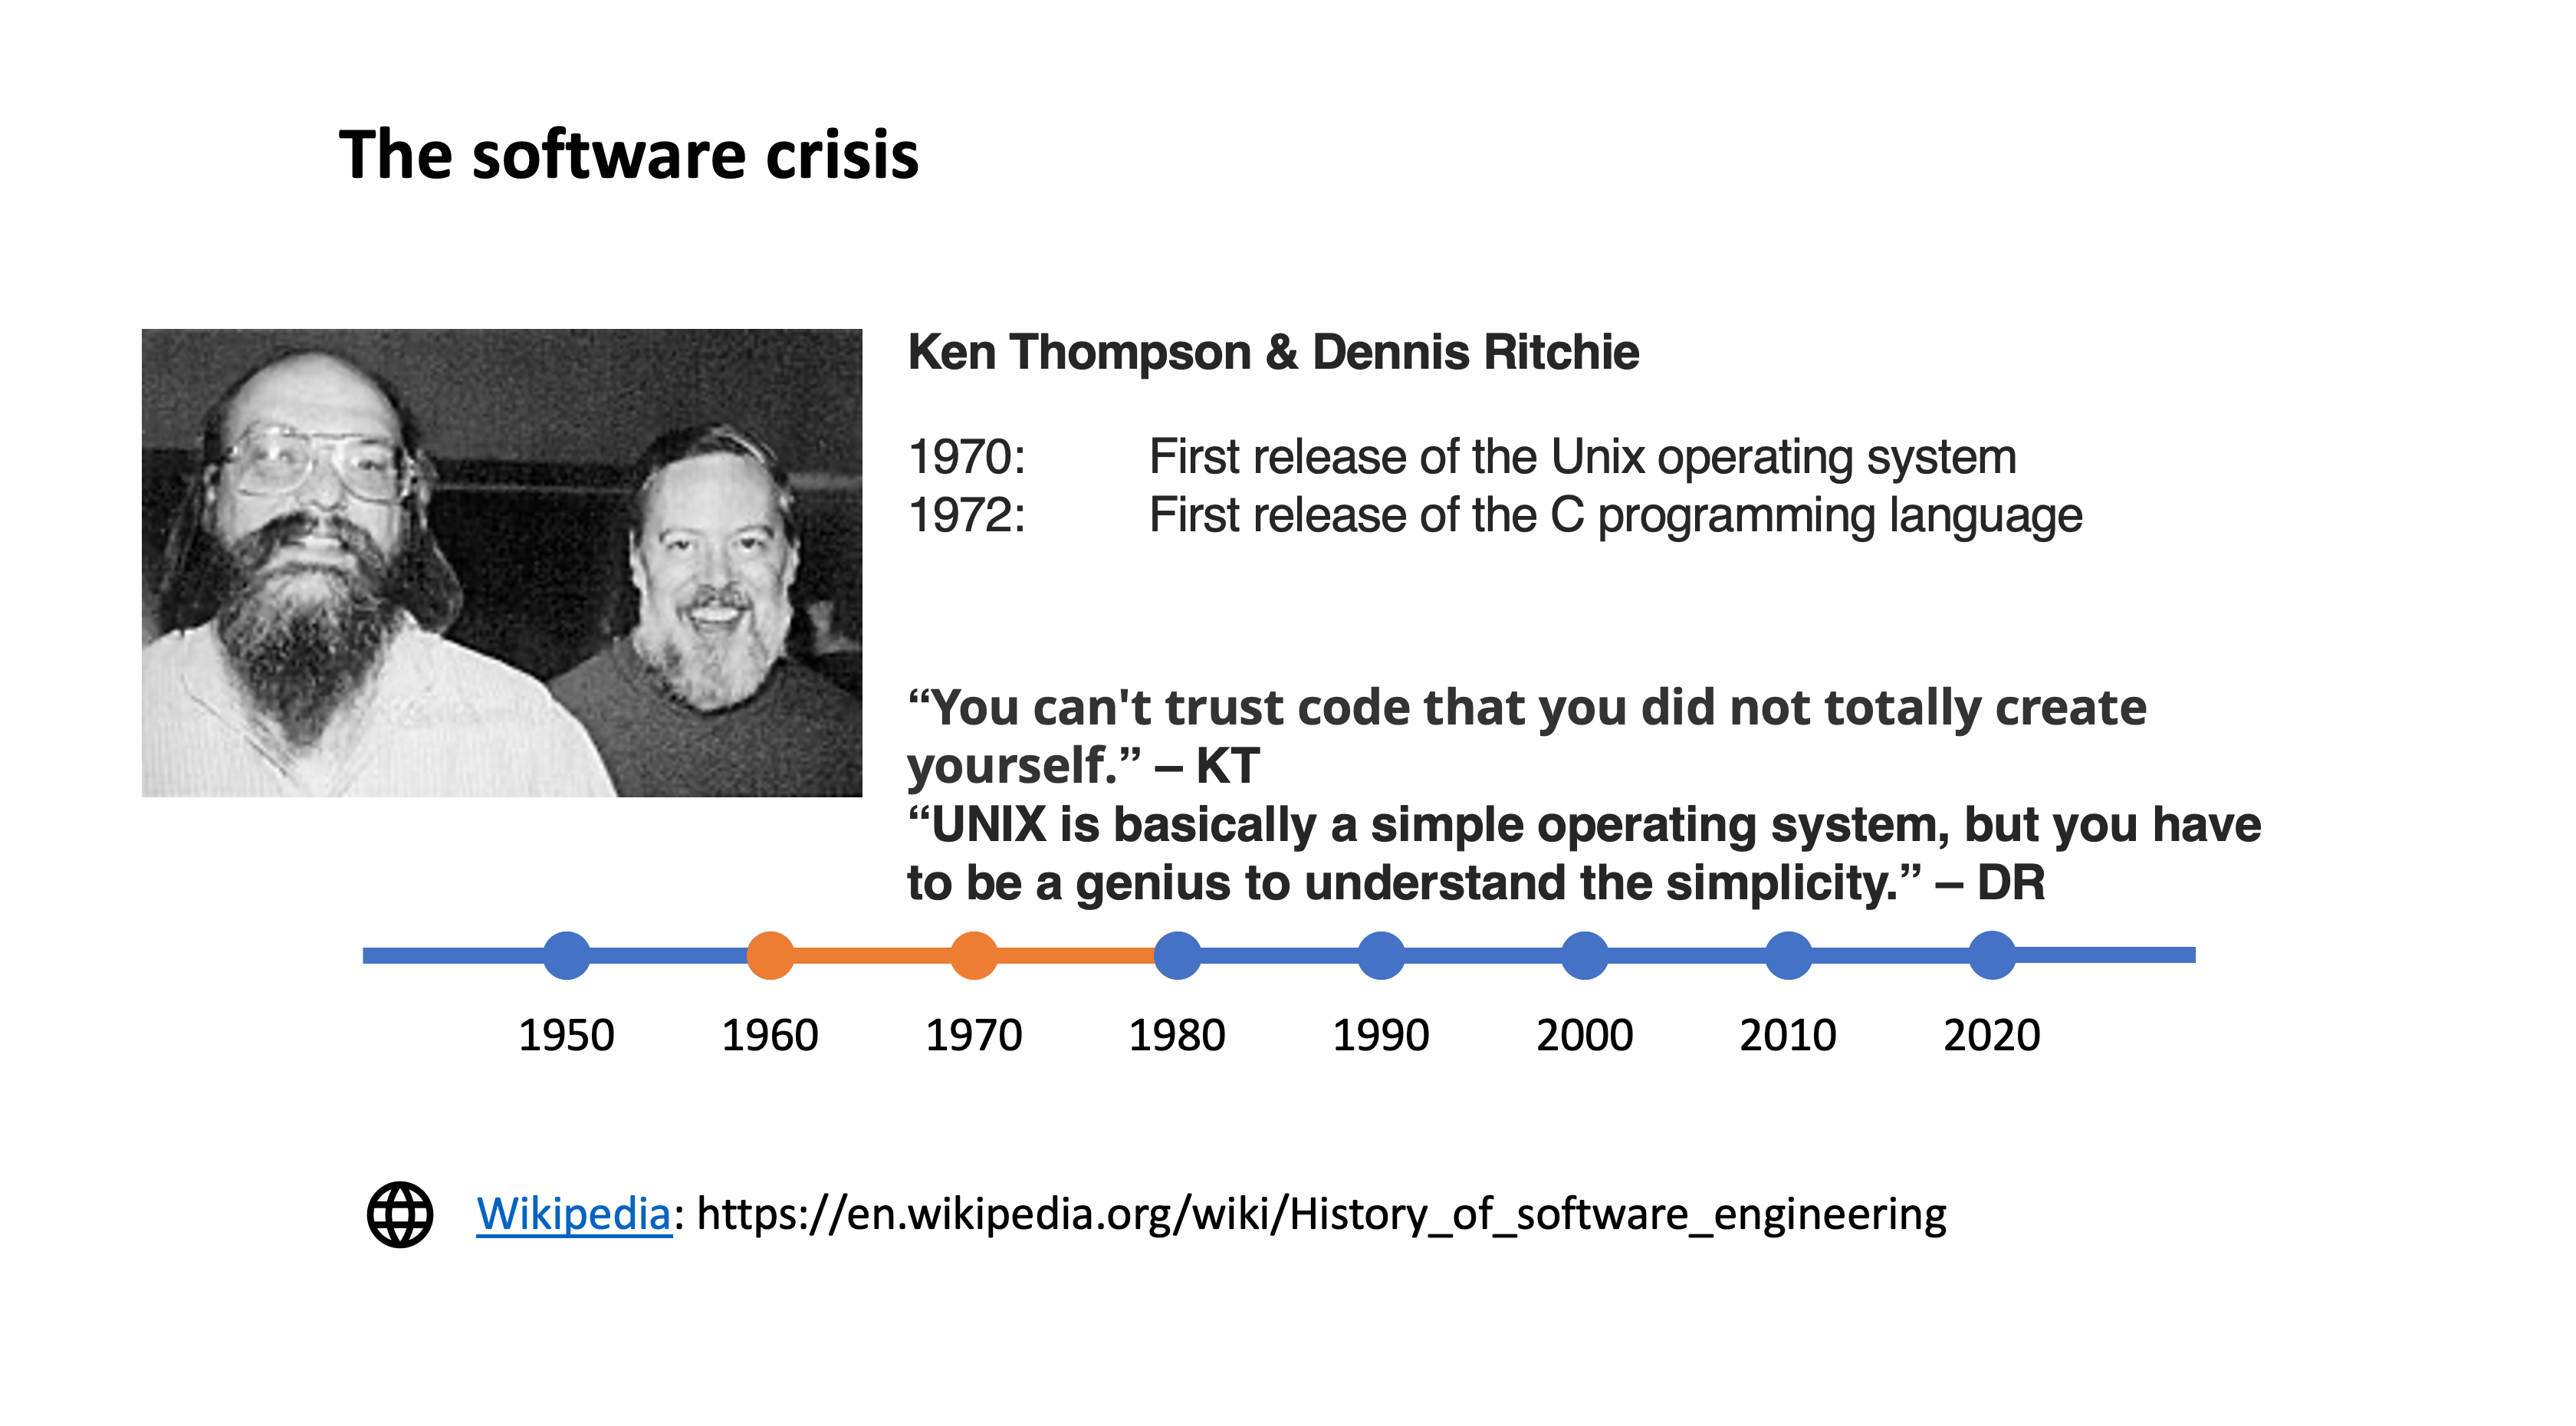 The software crisis
Ken Thompson & Dennis Ritchie
1970: First release of the Unix operating system
1972: First release of the C programming language
“You can't trust code that you did not totally create
yourself.” – KT
“UNIX is basically a simple operating system, but you have
to be a genius to understand the simplicity.” – DR
1950 1960 1970 1980 1990 2000 2010 2020
Wikipedia: https://en.wikipedia.org/wiki/History_of_software_engineering